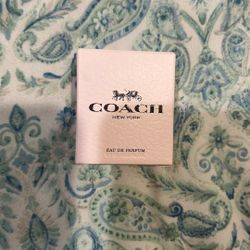 COACH
NEW YORK
EAU DE PARFUM